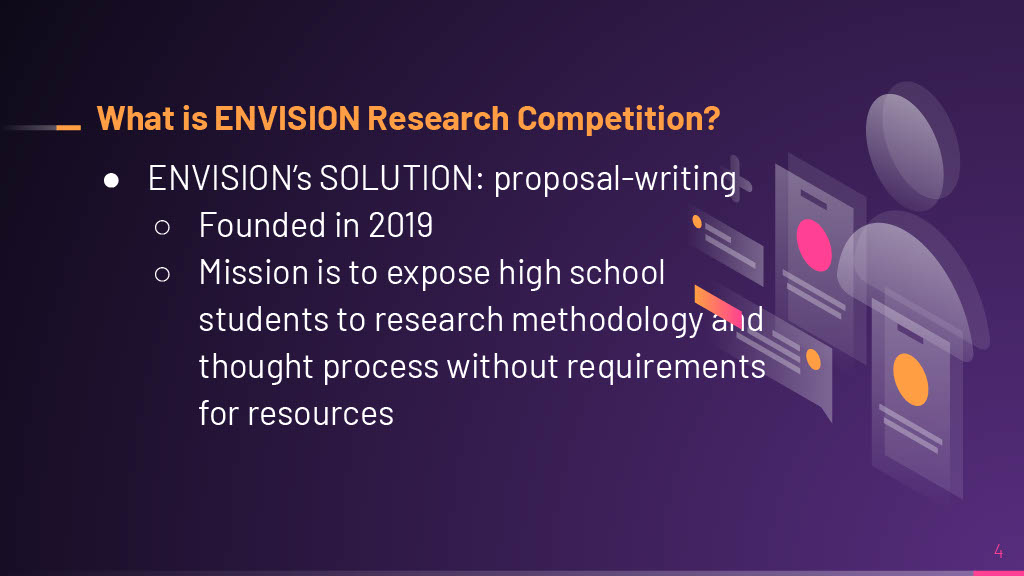 What is ENVISION Research Competition?
● ENVISION’s SOLUTION: proposal-writing
○ Founded in 2019
○ Mission is to expose high school
students to research methodology and
thought process without requirements
for resources
4